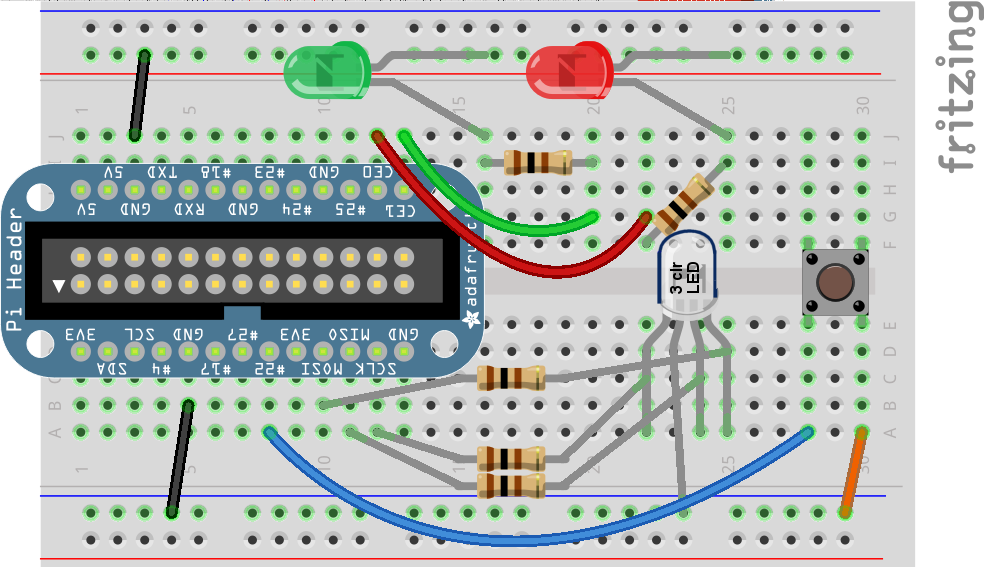 fritzing
1 5 10 15 20 25 30
J J
I I
5V TXD #18 #23 GND CE0
H
5V GND RXD GND #24 #25 CE1
G
F
Pi Header
adafruit
3 clr
LED
E
3V3 SCL GND #27 3V3 MISO GND
D
SDA #4 #17 #22 MOSI SCLK
C C
B B
A A
1 5 10 20 25 30